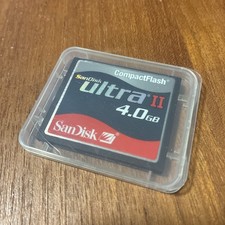 CompactFlash
SanDisk
ultra II
4.0GB
SanDisk